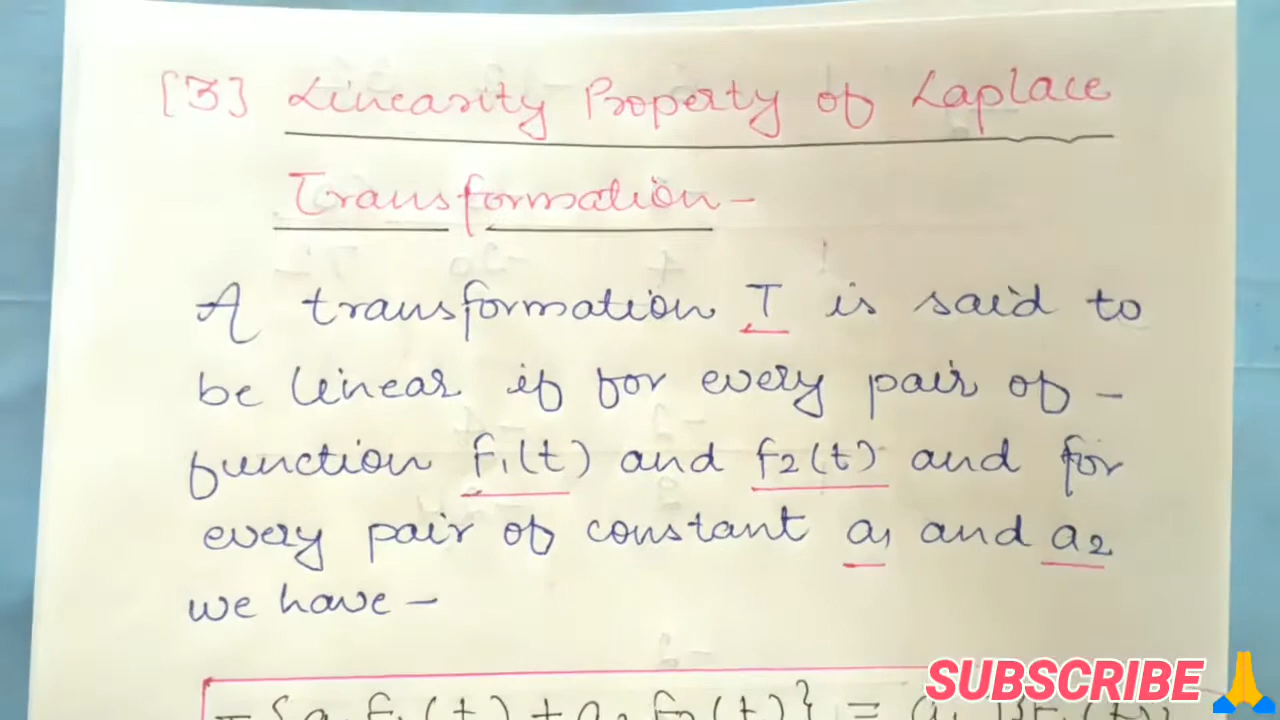 [3] Linearity Property of Laplace
Transformation -
A transformation T is said to
be linear if for every pair of -
function f1(t) and f2(t) and for
every pair of constant a1 and a2
we have -
SUBSCRIBE